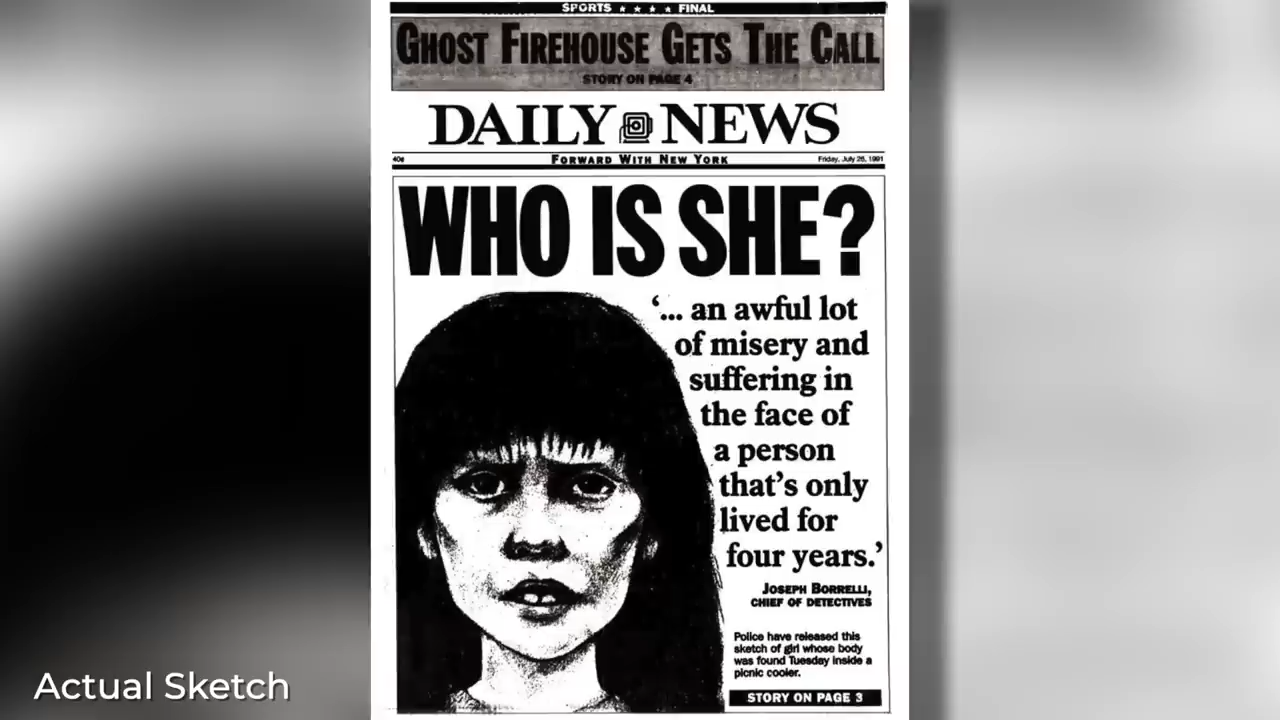 SPORTS ★ ★ ★ ★ FINAL
GHOST FIREHOUSE GETS THE CALL
STORY ON PAGE 4
DAILY NEWS
40¢
FORWARD WITH NEW YORK
Friday, July 26, 1991
WHO IS SHE?
‘... an awful lot
of misery and
suffering in
the face of
a person
that’s only
lived for
four years.’
JOSEPH BORRELLI,
CHIEF OF DETECTIVES
Police have released this
sketch of girl whose body
was found Tuesday inside a
picnic cooler.
STORY ON PAGE 3
Actual Sketch